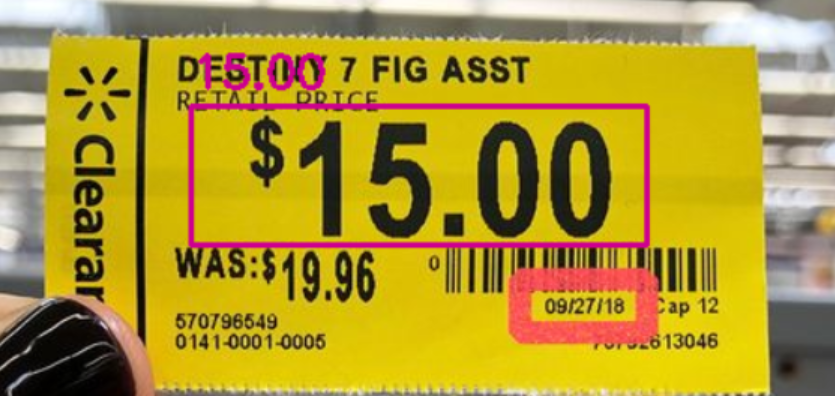 DESTINY 7 FIG ASST
15.00
RETAIL PRICE
$15.00
WAS:$19.96
0
09/27/18 Cap 12
570796549
0141-0001-0005